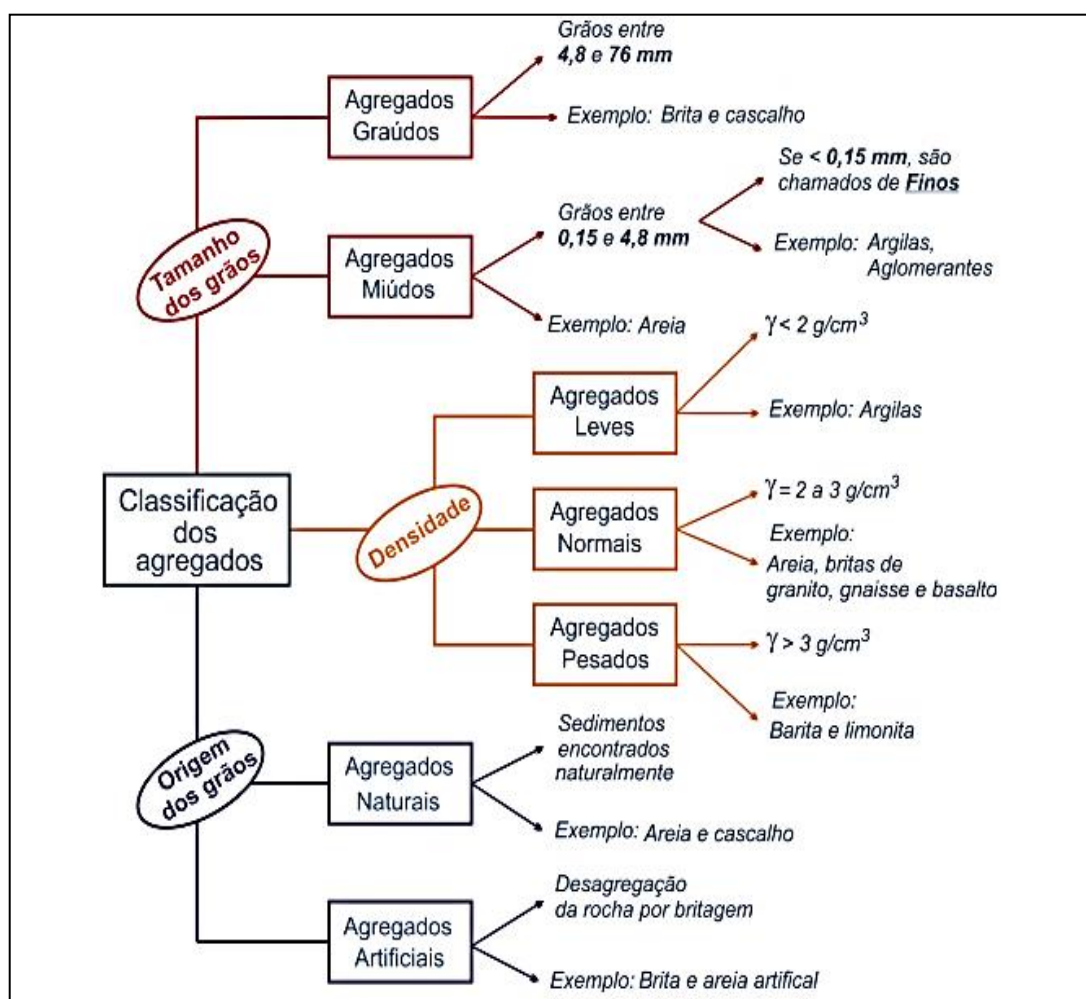 Grãos entre
4,8 e 76 mm
Agregados
Graúdos
Exemplo: Brita e cascalho
Tamanho
dos grãos
Agregados
Miúdos
Grãos entre
0,15 e 4,8 mm
Se < 0,15 mm, são
chamados de Finos
Exemplo: Argilas,
Aglomerantes
Exemplo: Areia
Classificação
dos
agregados
Densidade
Agregados
Leves
γ < 2 g/cm³
Exemplo: Argilas
Agregados
Normais
γ = 2 a 3 g/cm³
Exemplo:
Areia, britas de
granito, gnaisse e basalto
Agregados
Pesados
γ > 3 g/cm³
Exemplo:
Barita e limonita
Origem
dos grãos
Agregados
Naturais
Sedimentos
encontrados
naturalmente
Exemplo: Areia e cascalho
Agregados
Artificiais
Desagregação
da rocha por britagem
Exemplo: Brita e areia artifical